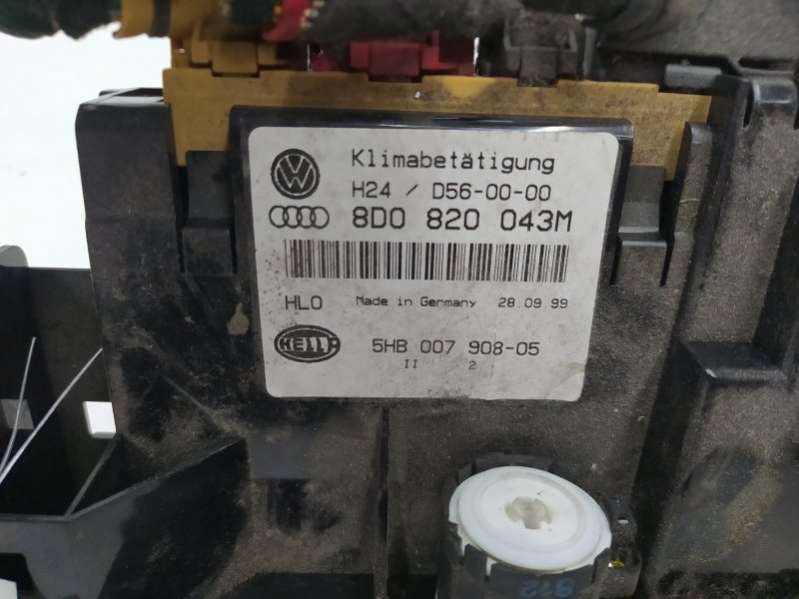 Klimabetätigung
H24 / D56-00-00
8D0 820 043M
HLO Made in Germany 28.09.99
HELLA 5HB 007 908-05
II 2